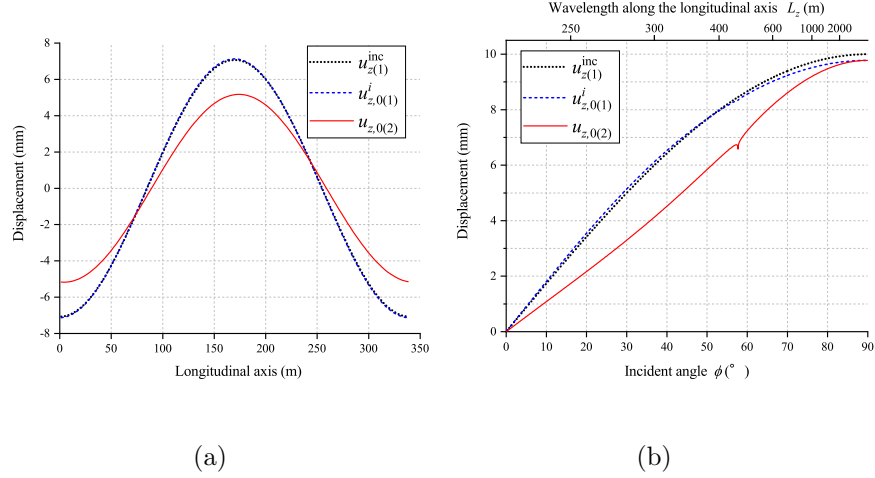 8
6
4
2
0
-2
-4
-6
-8
Displacement (mm)
0 50 100 150 200 250 300 350
Longitudinal axis (m)
u_{z(1)}^{inc}
u_{z,0(1)}^{i}
u_{z,0(2)}
(a)
Wavelength along the longitudinal axis L_z (m)
250 300 400 600 1000 2000
10
8
6
4
2
0
Displacement (mm)
0 10 20 30 40 50 60 70 80 90
Incident angle ϕ (°)
u_{z(1)}^{inc}
u_{z,0(1)}^{i}
u_{z,0(2)}
(b)